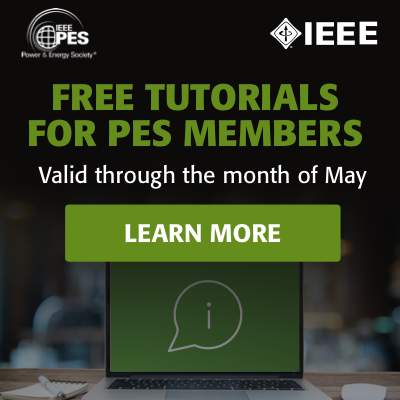 IEEE
PES
Power & Energy Society®
IEEE
FREE TUTORIALS
FOR PES MEMBERS
Valid through the month of May
LEARN MORE
i